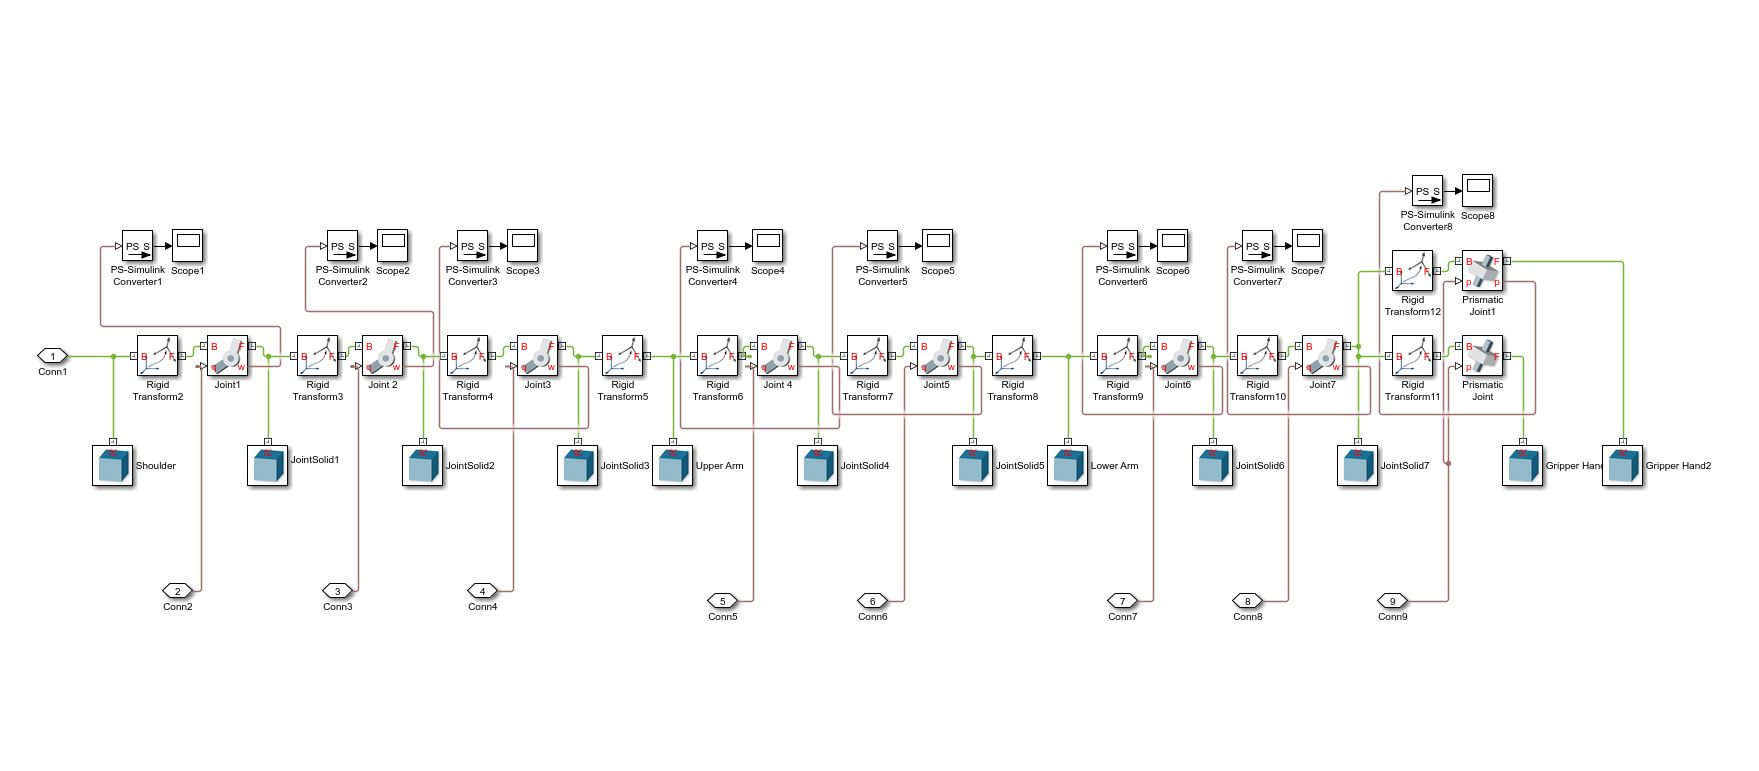 PS S
PS-Simulink
Converter8
Scope8
PS S
PS-Simulink
Converter1
Scope1
PS S
PS-Simulink
Converter2
Scope2
PS S
PS-Simulink
Converter3
Scope3
PS S
PS-Simulink
Converter4
Scope4
PS S
PS-Simulink
Converter5
Scope5
PS S
PS-Simulink
Converter6
Scope6
PS S
PS-Simulink
Converter7
Scope7
B F
Rigid
Transform12
B F
p p
Prismatic
Joint1
1
Conn1
B F
Rigid
Transform2
B F
q w
Joint1
B F
Rigid
Transform3
B F
q w
Joint 2
B F
Rigid
Transform4
B F
q w
Joint3
B F
Rigid
Transform5
B F
Rigid
Transform6
B F
q w
Joint 4
B F
Rigid
Transform7
B F
q w
Joint5
B F
Rigid
Transform8
B F
Rigid
Transform9
B F
q w
Joint6
B F
Rigid
Transform10
B F
q w
Joint7
B F
Rigid
Transform11
B F
p
Prismatic
Joint
Shoulder
JointSolid1
JointSolid2
JointSolid3
Upper Arm
JointSolid4
JointSolid5
Lower Arm
JointSolid6
JointSolid7
Gripper Hand
Gripper Hand2
2
Conn2
3
Conn3
4
Conn4
5
Conn5
6
Conn6
7
Conn7
8
Conn8
9
Conn9